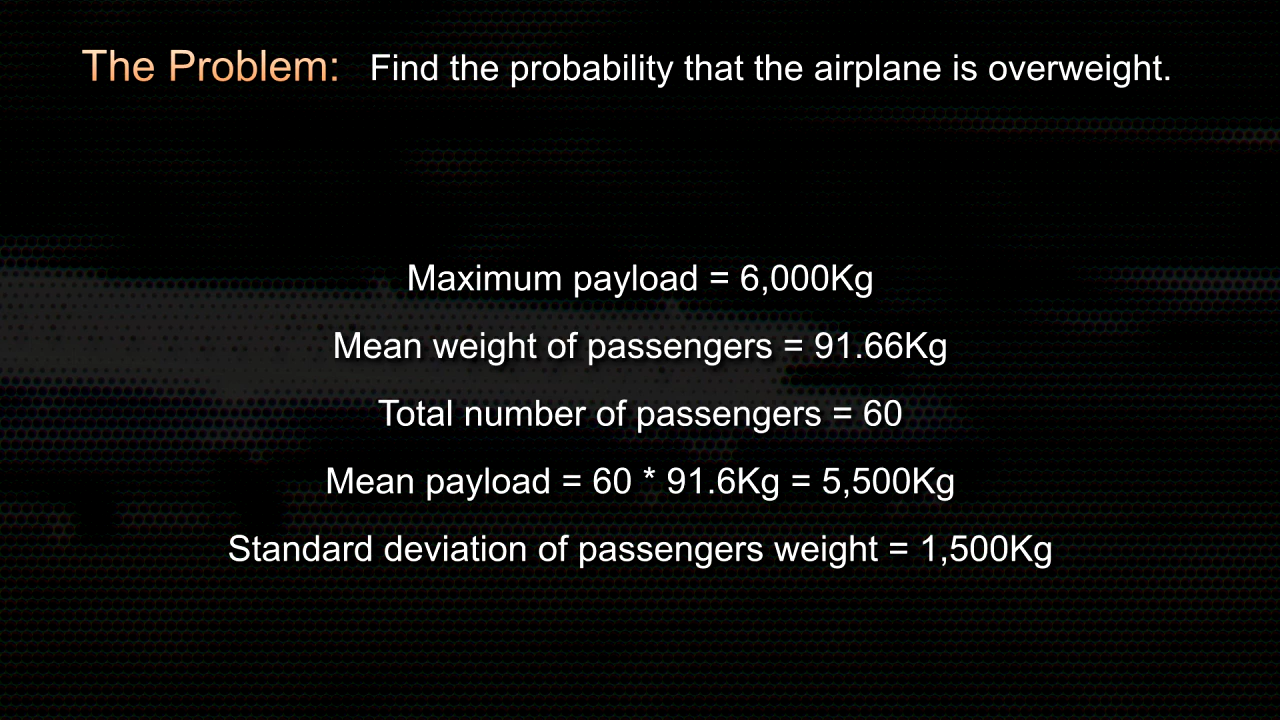 The Problem: Find the probability that the airplane is overweight.
Maximum payload = 6,000Kg
Mean weight of passengers = 91.66Kg
Total number of passengers = 60
Mean payload = 60 * 91.6Kg = 5,500Kg
Standard deviation of passengers weight = 1,500Kg